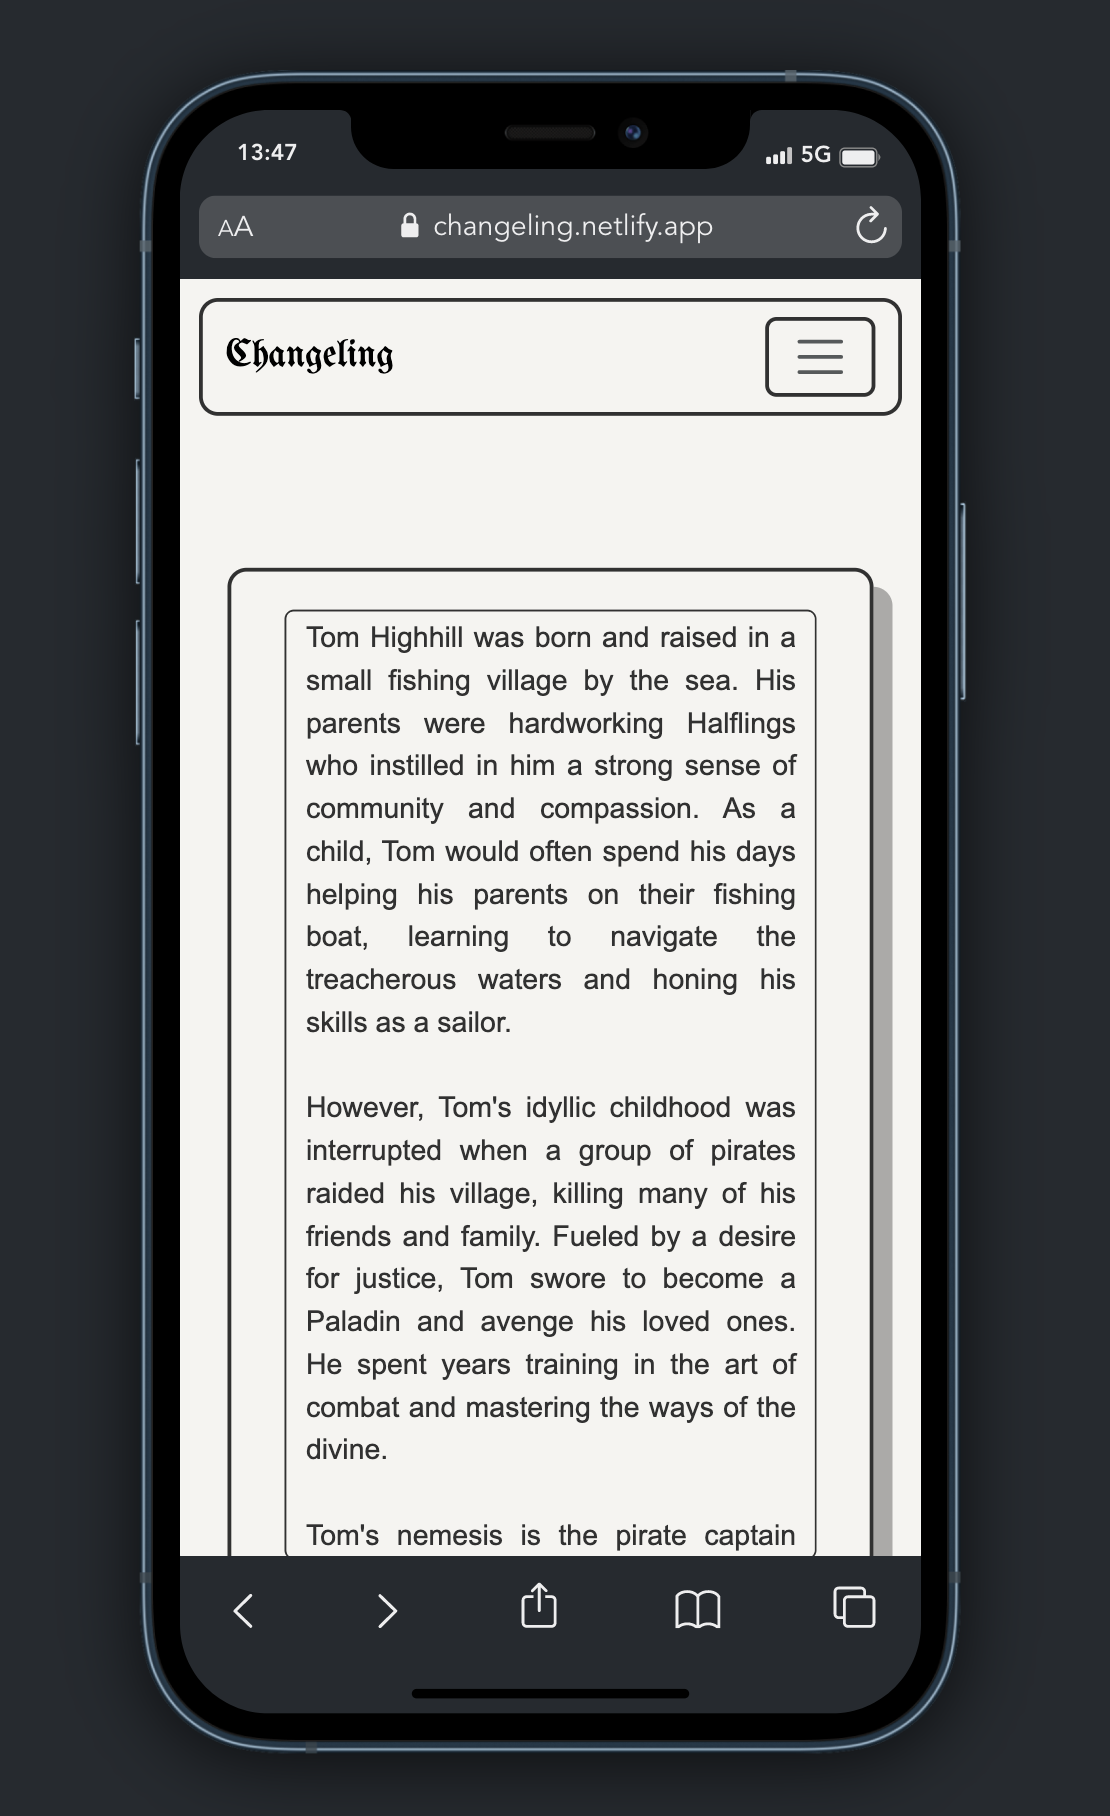 13:47
5G
AA
changeling.netlify.app
Changeling
Tom Highhill was born and raised in a
small fishing village by the sea. His
parents were hardworking Halflings
who instilled in him a strong sense of
community and compassion. As a
child, Tom would often spend his days
helping his parents on their fishing
boat, learning to navigate the
treacherous waters and honing his
skills as a sailor.
However, Tom's idyllic childhood was
interrupted when a group of pirates
raided his village, killing many of his
friends and family. Fueled by a desire
for justice, Tom swore to become a
Paladin and avenge his loved ones.
He spent years training in the art of
combat and mastering the ways of the
divine.
Tom's nemesis is the pirate captain